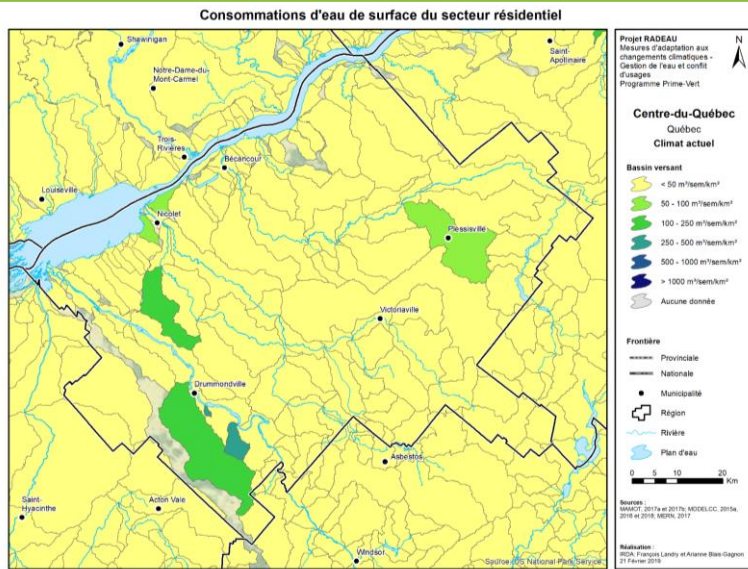 Consommations d'eau de surface du secteur résidentiel
Shawinigan
Saint-
Apollinaire
Notre-Dame-du-
Mont-Carmel
Trois-
Rivières
Bécancour
Louiseville
Nicolet
Plessisville
Victoriaville
Drummondville
Asbestos
Acton Vale
Saint-
Hyacinthe
Windsor
Source: US National Park Service
Projet RADEAU
Mesures d'adaptation aux
changements climatiques -
Gestion de l'eau et conflit
d'usages
Programme Prime-Vert
N
Centre-du-Québec
Québec
Climat actuel
Bassin versant
< 50 m³/sem/km²
50 - 100 m³/sem/km²
100 - 250 m³/sem/km²
250 - 500 m³/sem/km²
500 - 1000 m³/sem/km²
> 1000 m³/sem/km²
Aucune donnée
Frontière
Provinciale
Nationale
Municipalité
Région
Rivière
Plan d'eau
0 5 10 20
Km
Sources :
MAMOT, 2017a et 2017b; MDDELCC, 2015a,
2016 et 2018; MERN, 2017
Réalisation :
IRDA, François Landry et Arianne Blais-Gagnon
21 Février 2019